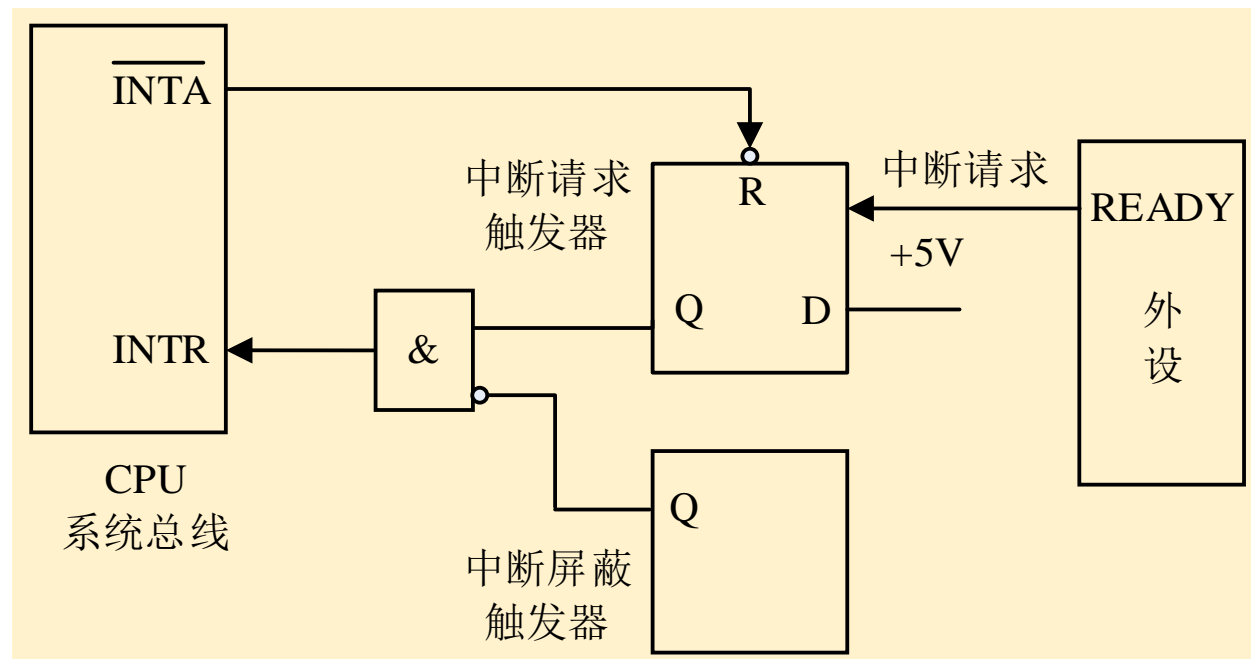 INTA
中断请求
触发器
R
中断请求
READY
+5V
Q
D
INTR
&
外
设
CPU
系统总线
Q
中断屏蔽
触发器